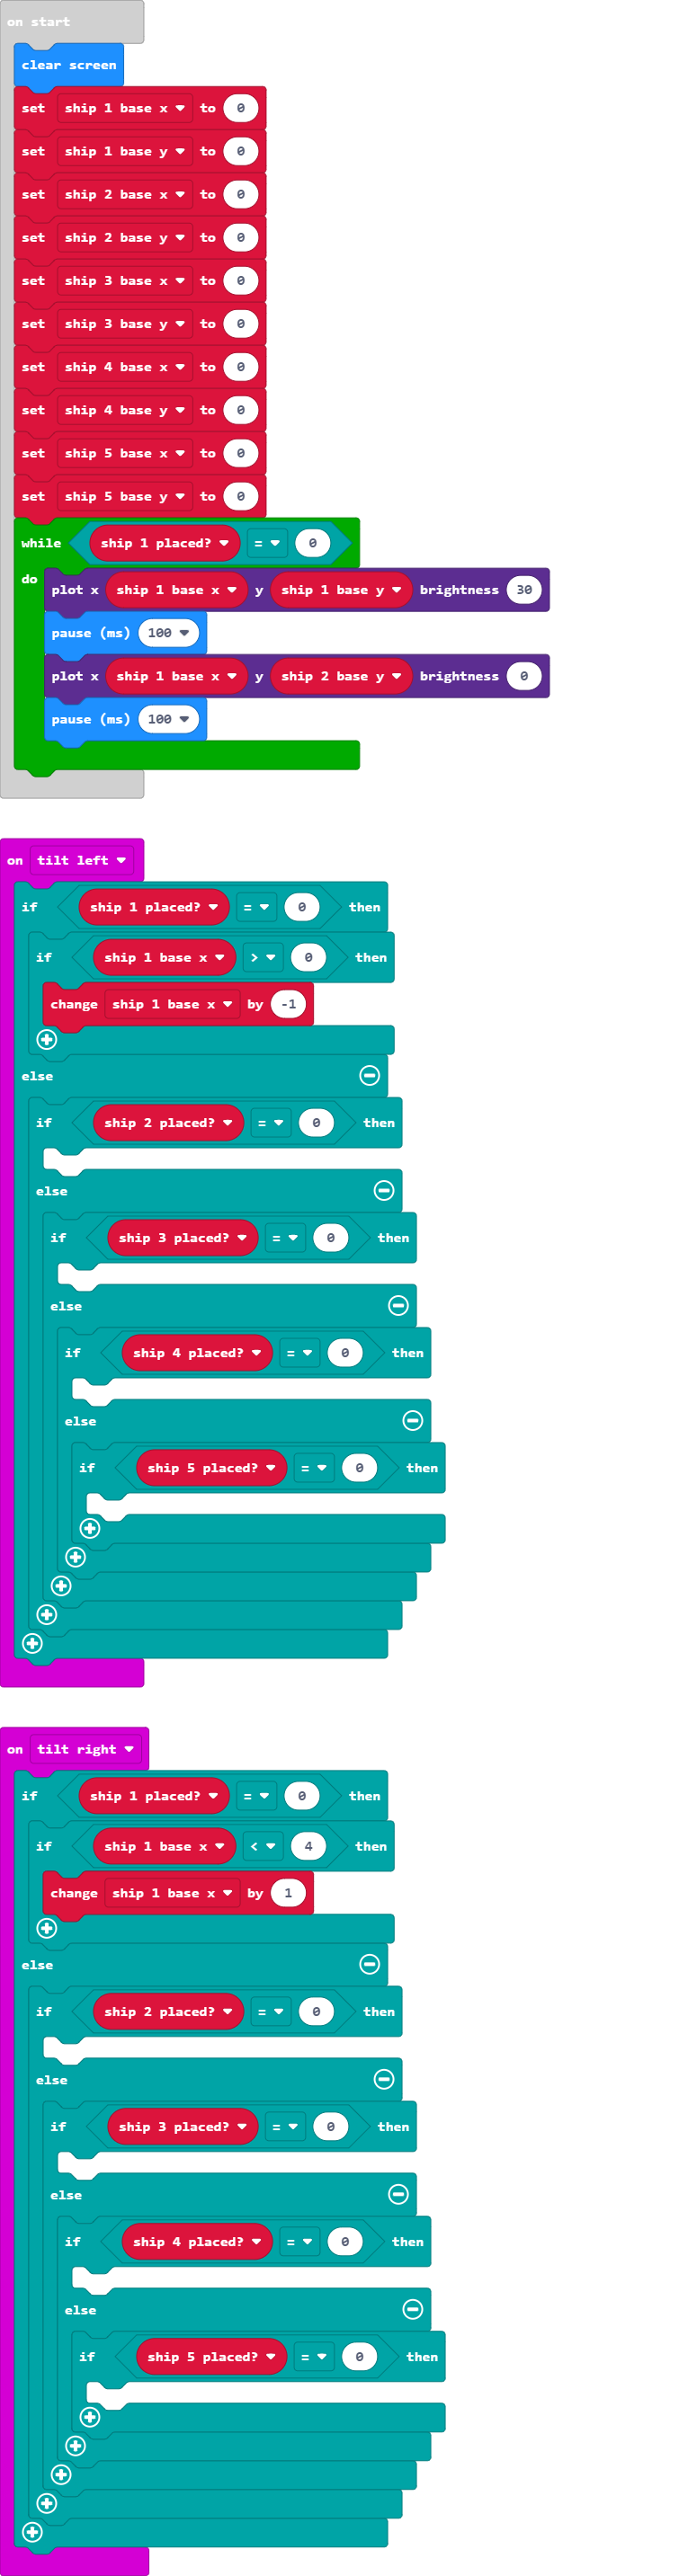 on start
clear screen
set ship 1 base x to 0
set ship 1 base y to 0
set ship 2 base x to 0
set ship 2 base y to 0
set ship 3 base x to 0
set ship 3 base y to 0
set ship 4 base x to 0
set ship 4 base y to 0
set ship 5 base x to 0
set ship 5 base y to 0
while ship 1 placed? = 0
do
plot x ship 1 base x y ship 1 base y brightness 30
pause (ms) 100
plot x ship 1 base x y ship 2 base y brightness 0
pause (ms) 100
on tilt left
if ship 1 placed? = 0 then
if ship 1 base x > 0 then
change ship 1 base x by -1
else
if ship 2 placed? = 0 then
else
if ship 3 placed? = 0 then
else
if ship 4 placed? = 0 then
else
if ship 5 placed? = 0 then
on tilt right
if ship 1 placed? = 0 then
if ship 1 base x < 4 then
change ship 1 base x by 1
else
if ship 2 placed? = 0 then
else
if ship 3 placed? = 0 then
else
if ship 4 placed? = 0 then
else
if ship 5 placed? = 0 then